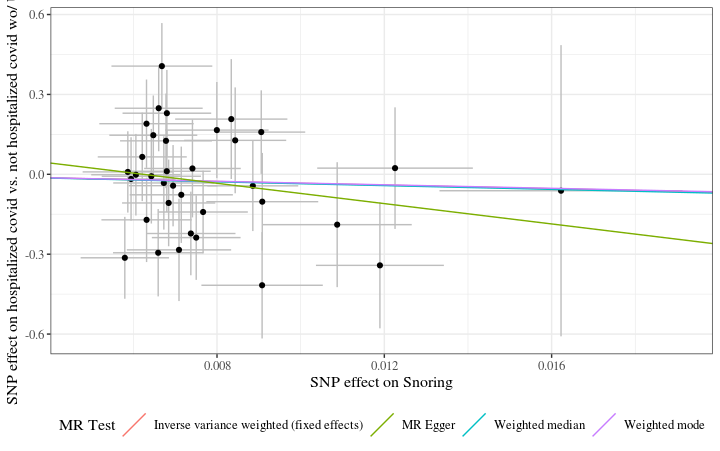 SNP effect on hospitalized covid vs. not hospitalized covid wo/
0.6
0.3
0.0
-0.3
-0.6
0.008
0.012
0.016
SNP effect on Snoring
MR Test
Inverse variance weighted (fixed effects)
MR Egger
Weighted median
Weighted mode